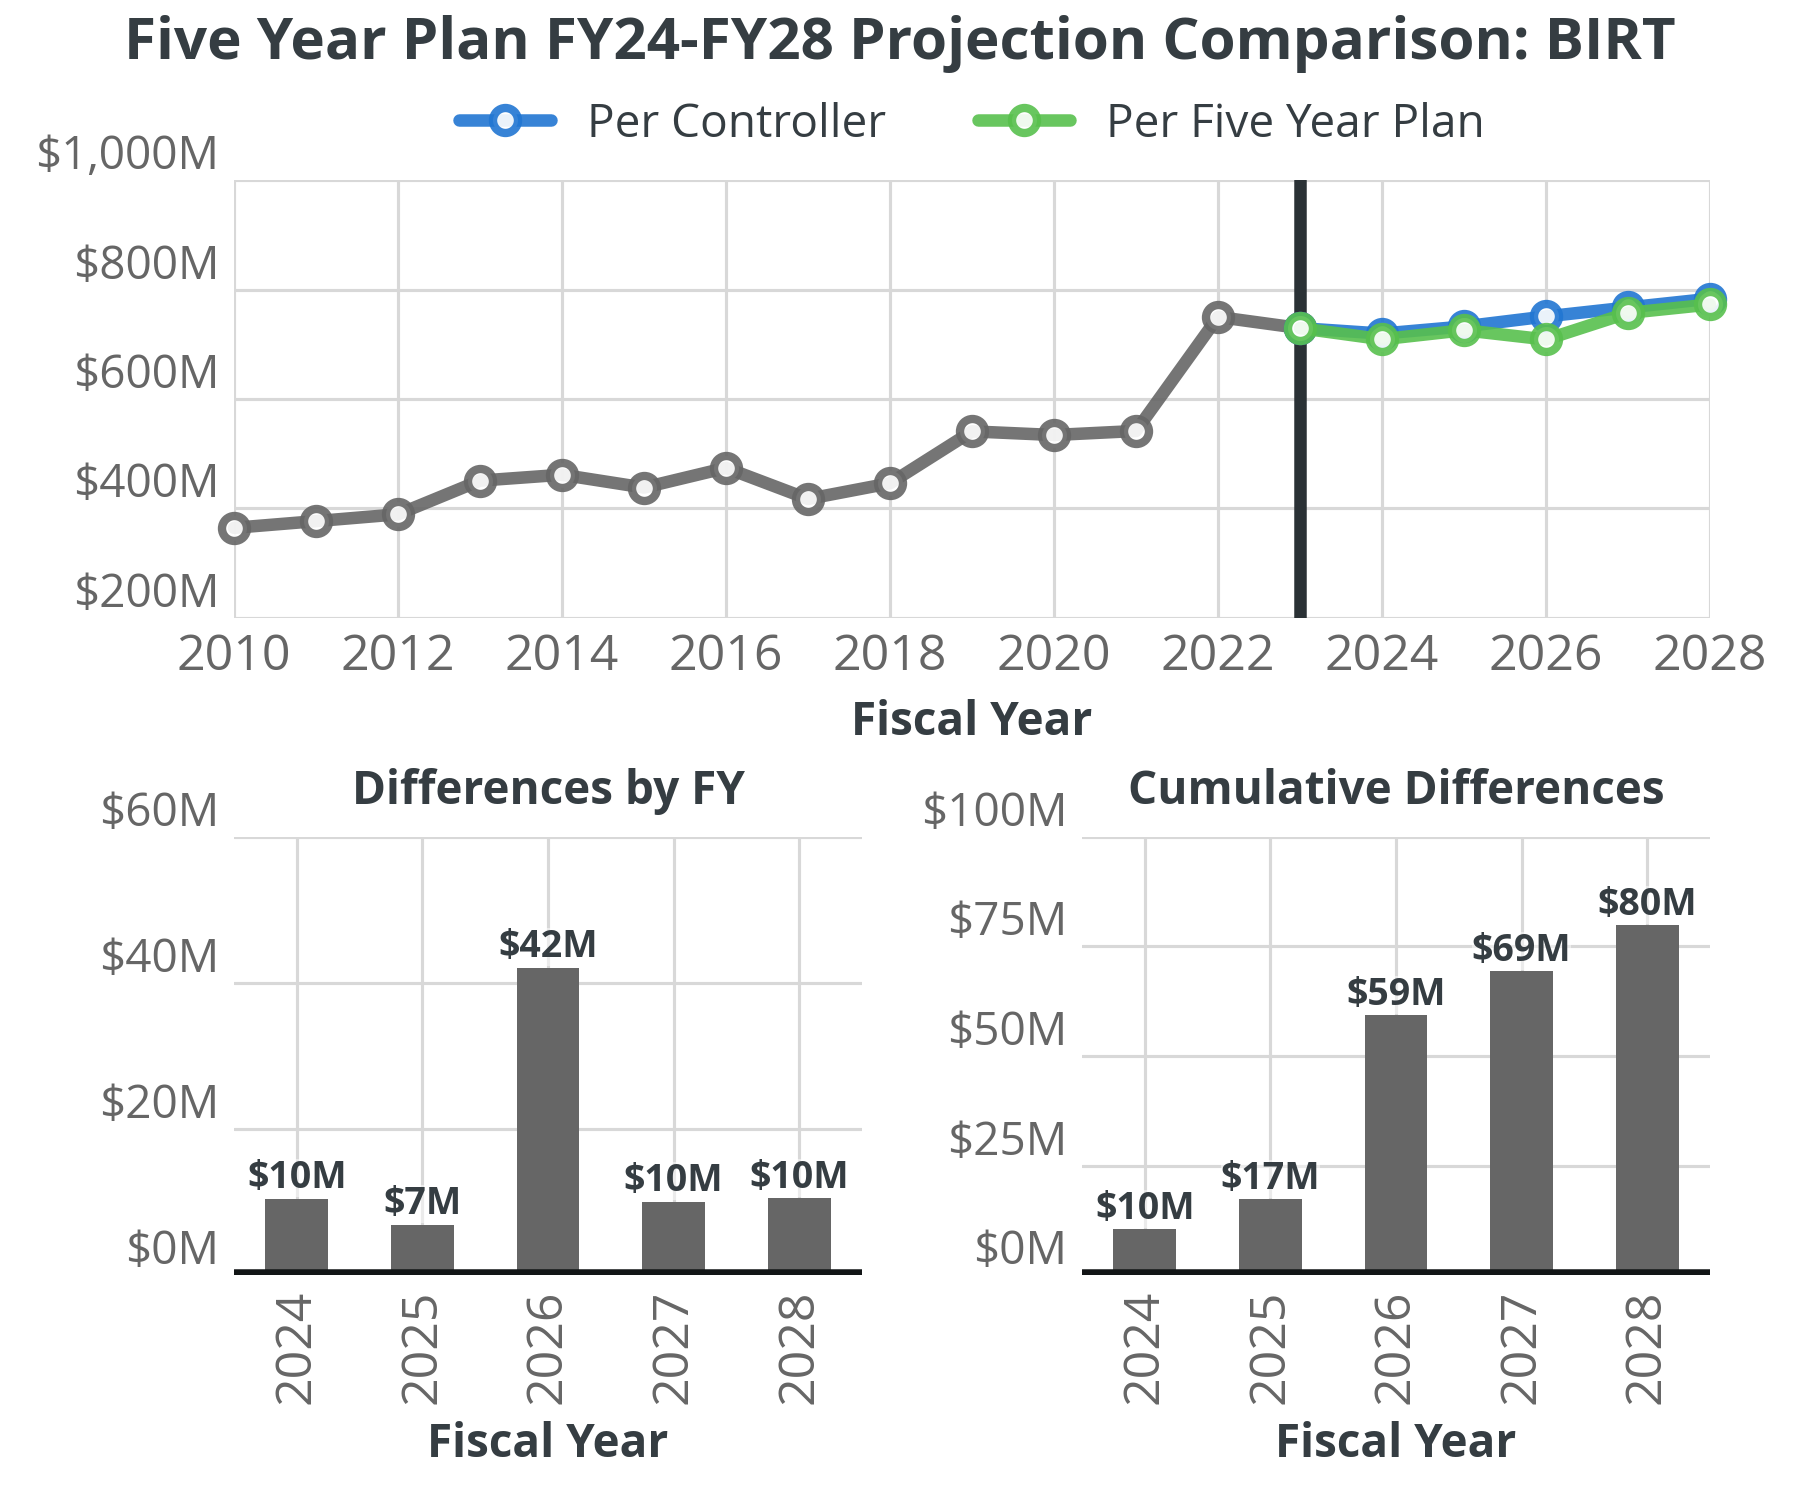 Five Year Plan FY24-FY28 Projection Comparison: BIRT
Per Controller Per Five Year Plan
$1,000M
$800M
$600M
$400M
$200M
2010 2012 2014 2016 2018 2020 2022 2024 2026 2028
Fiscal Year
Differences by FY
$60M
$40M
$20M
$0M
$10M
$7M
$42M
$10M
$10M
2024 2025 2026 2027 2028
Fiscal Year
Cumulative Differences
$100M
$75M
$50M
$25M
$0M
$10M
$17M
$59M
$69M
$80M
2024 2025 2026 2027 2028
Fiscal Year